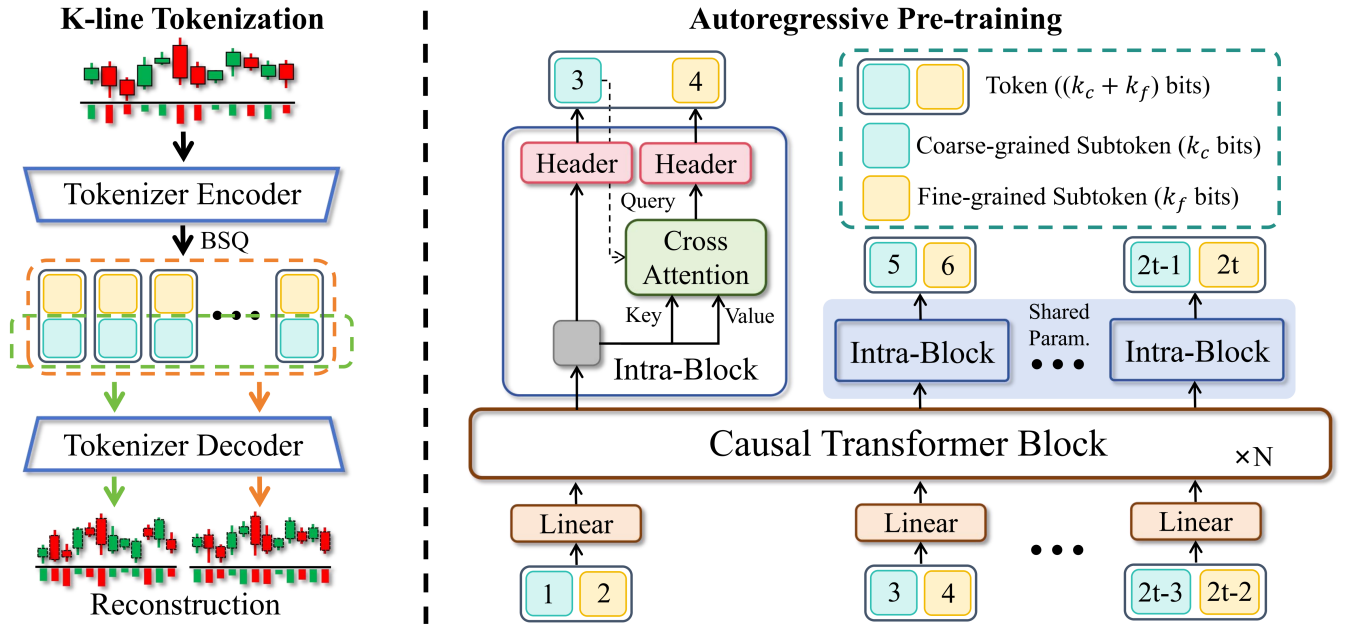 K-line Tokenization
Tokenizer Encoder
BSQ
Tokenizer Decoder
Reconstruction
Autoregressive Pre-training
3
4
Header
Header
Query
Cross
Attention
Key
Value
Intra-Block
Token ((k_c + k_f) bits)
Coarse-grained Subtoken (k_c bits)
Fine-grained Subtoken (k_f bits)
5
6
2t-1
2t
Intra-Block
Shared
Param.
Intra-Block
Causal Transformer Block
×N
Linear
Linear
Linear
1
2
3
4
2t-3
2t-2